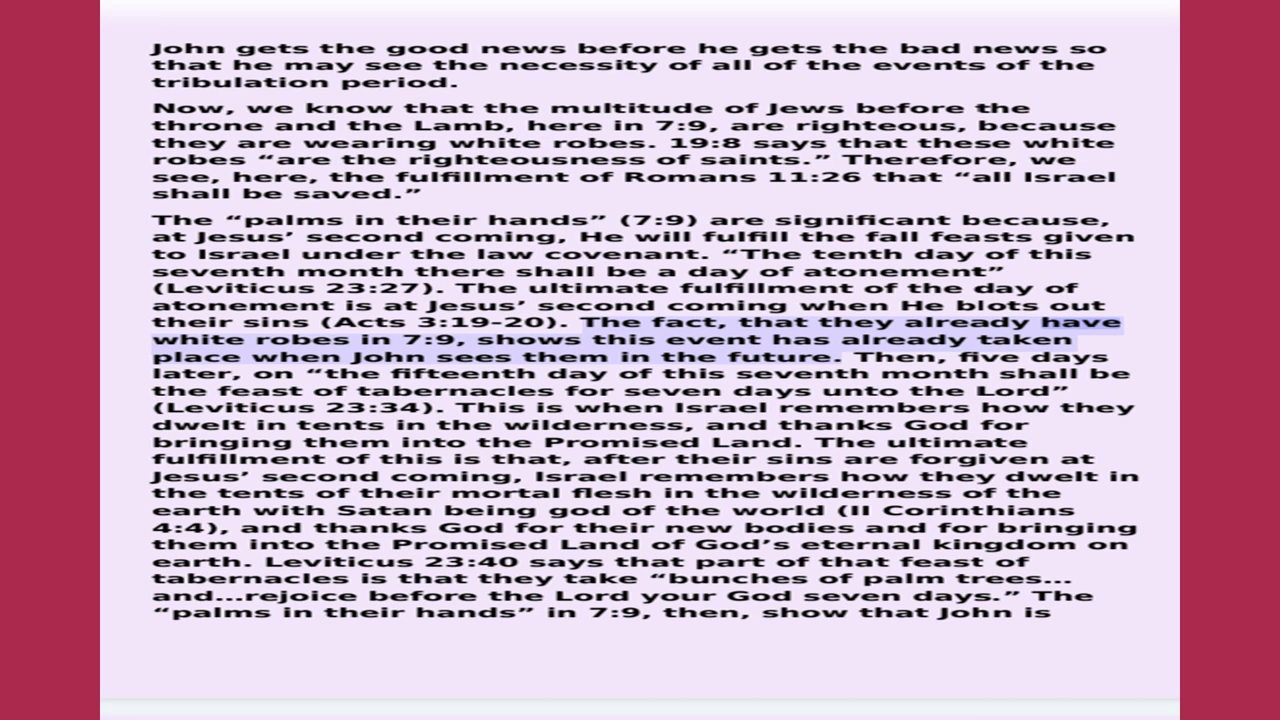 John gets the good news before he gets the bad news so
that he may see the necessity of all of the events of the
tribulation period.
Now, we know that the multitude of Jews before the
throne and the Lamb, here in 7:9, are righteous, because
they are wearing white robes. 19:8 says that these white
robes “are the righteousness of saints.” Therefore, we
see, here, the fulfillment of Romans 11:26 that “all Israel
shall be saved.”
The “palms in their hands” (7:9) are significant because,
at Jesus’ second coming, He will fulfill the fall feasts given
to Israel under the law covenant. “The tenth day of this
seventh month there shall be a day of atonement”
(Leviticus 23:27). The ultimate fulfillment of the day of
atonement is at Jesus’ second coming when He blots out
their sins (Acts 3:19-20). The fact, that they already have
white robes in 7:9, shows this event has already taken
place when John sees them in the future. Then, five days
later, on “the fifteenth day of this seventh month shall be
the feast of tabernacles for seven days unto the Lord”
(Leviticus 23:34). This is when Israel remembers how they
dwelt in tents in the wilderness, and thanks God for
bringing them into the Promised Land. The ultimate
fulfillment of this is that, after their sins are forgiven at
Jesus’ second coming, Israel remembers how they dwelt in
the tents of their mortal flesh in the wilderness of the
earth with Satan being god of the world (II Corinthians
4:4), and thanks God for their new bodies and for bringing
them into the Promised Land of God’s eternal kingdom on
earth. Leviticus 23:40 says that part of that feast of
tabernacles is that they take “bunches of palm trees...
and...rejoice before the Lord your God seven days.” The
“palms in their hands” in 7:9, then, show that John is